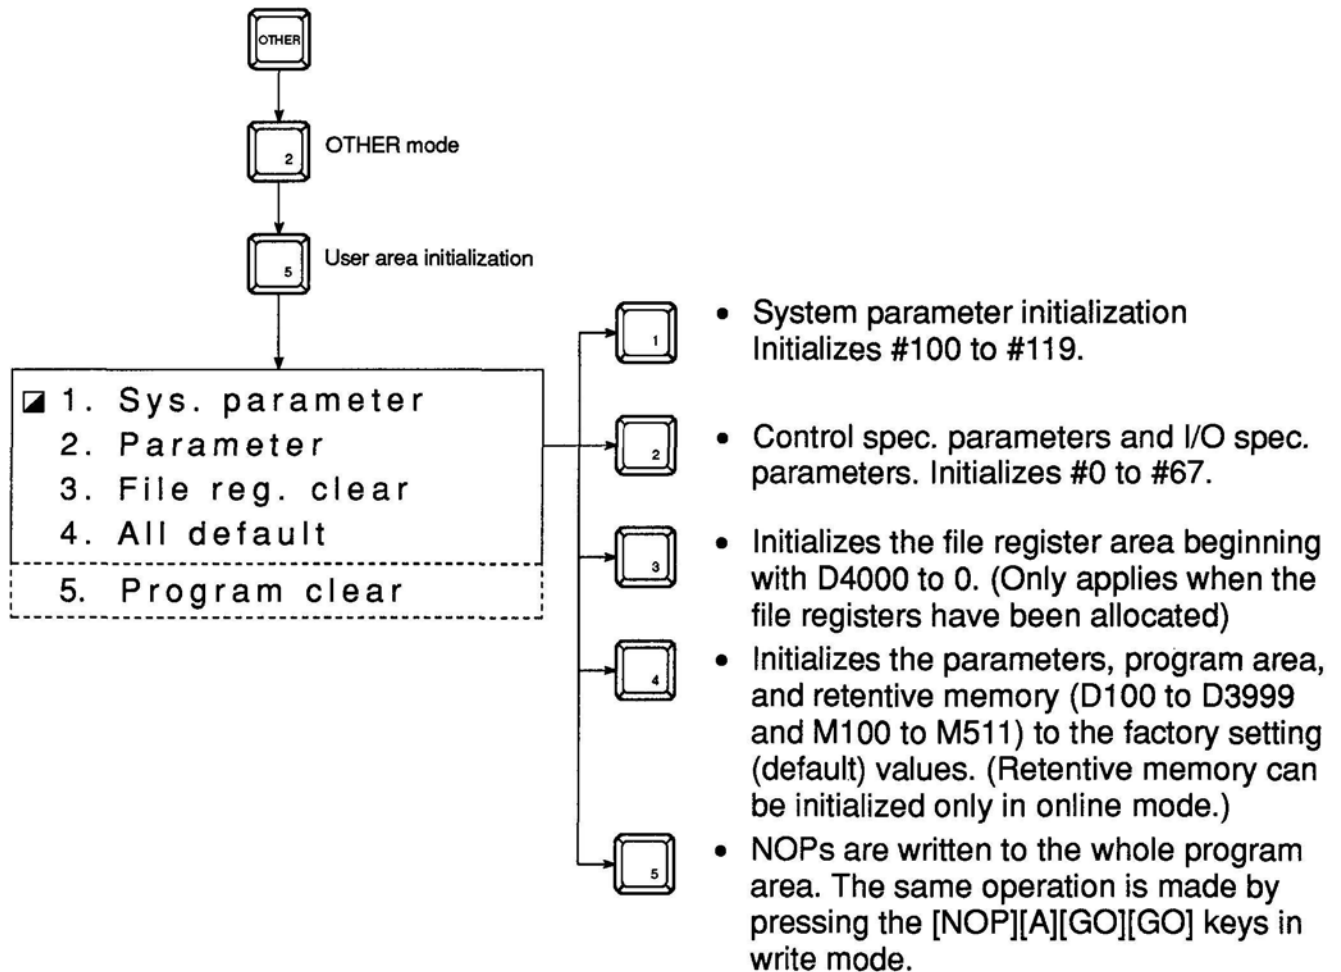 OTHER
2
OTHER mode
5
User area initialization
1. Sys. parameter
2. Parameter
3. File reg. clear
4. All default
5. Program clear
1
• System parameter initialization
Initializes #100 to #119.
2
• Control spec. parameters and I/O spec.
parameters. Initializes #0 to #67.
3
• Initializes the file register area beginning
with D4000 to 0. (Only applies when the
file registers have been allocated)
4
• Initializes the parameters, program area,
and retentive memory (D100 to D3999
and M100 to M511) to the factory setting
(default) values. (Retentive memory can
be initialized only in online mode.)
5
• NOPs are written to the whole program
area. The same operation is made by
pressing the [NOP][A][GO][GO] keys in
write mode.